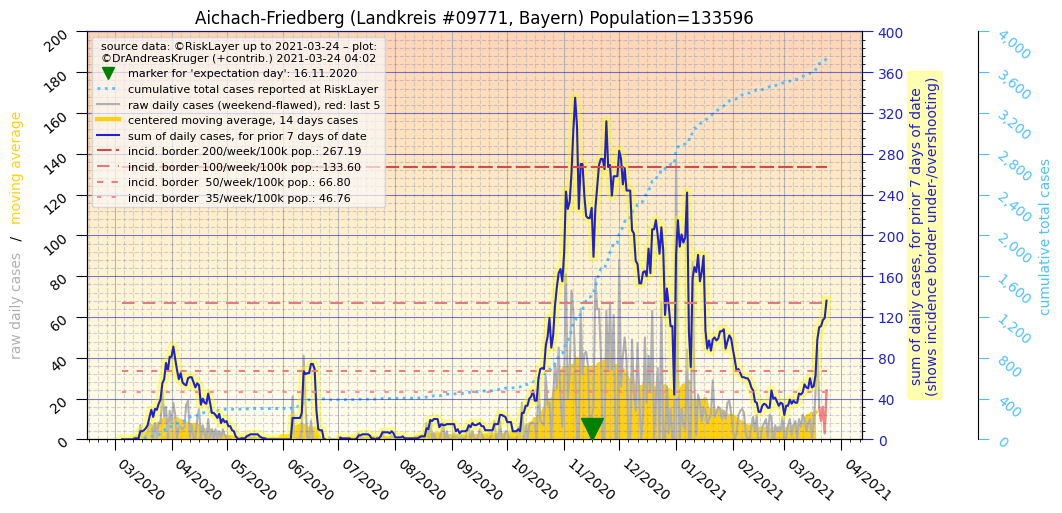 Aichach-Friedberg (Landkreis #09771, Bayern) Population=133596
source data: ©RiskLayer up to 2021-03-24 – plot:
©DrAndreasKruger (+contrib.) 2021-03-24 04:02
marker for 'expectation day': 16.11.2020
cumulative total cases reported at RiskLayer
raw daily cases (weekend-flawed), red: last 5
centered moving average, 14 days cases
sum of daily cases, for prior 7 days of date
incid. border 200/week/100k pop.: 267.19
incid. border 100/week/100k pop.: 133.60
incid. border  50/week/100k pop.: 66.80
incid. border  35/week/100k pop.: 46.76
raw daily cases / moving average
200
180
160
140
120
100
80
60
40
20
0
400
360
320
280
240
200
160
120
80
40
0
sum of daily cases, for prior 7 days of date
(shows incidence border under-/overshooting)
4,000
3,600
3,200
2,800
2,400
2,000
1,600
1,200
800
400
0
cumulative total cases
03/2020
04/2020
05/2020
06/2020
07/2020
08/2020
09/2020
10/2020
11/2020
12/2020
01/2021
02/2021
03/2021
04/2021